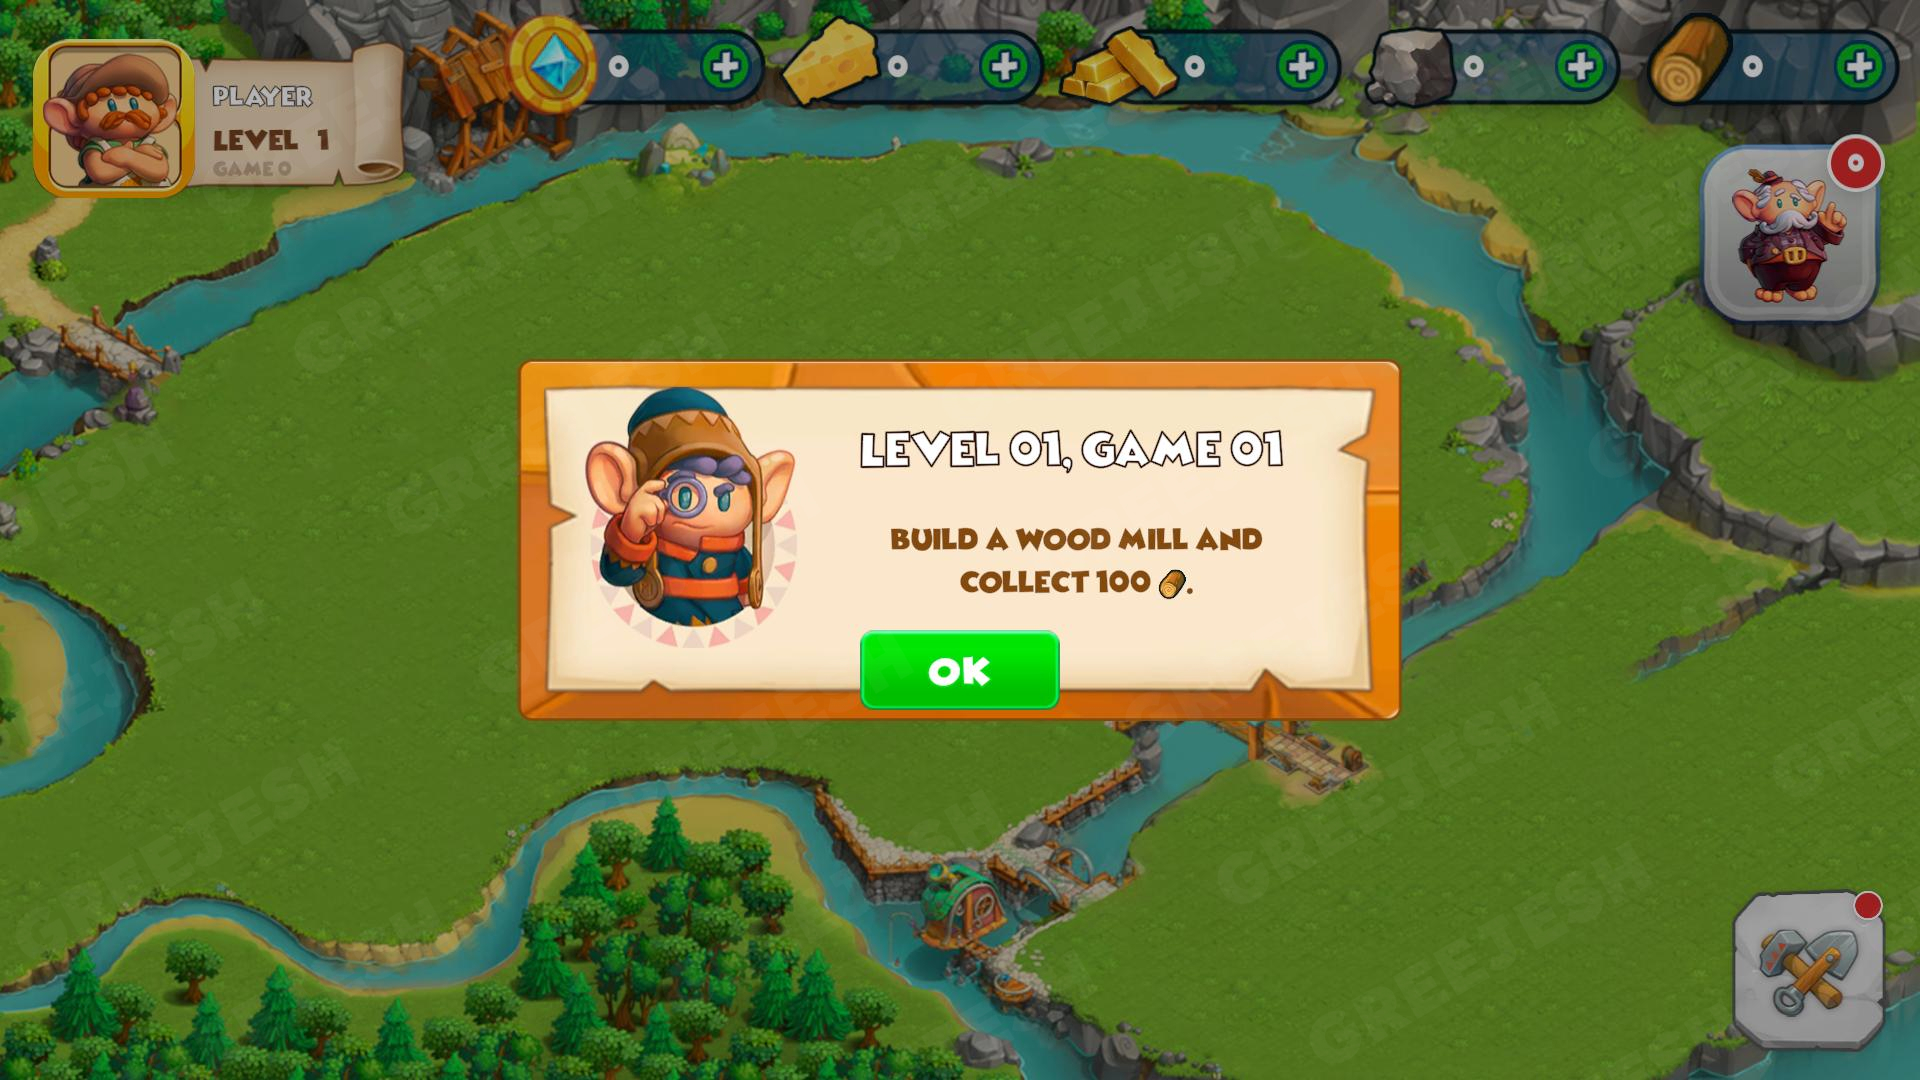 PLAYER
LEVEL 1
GAME 0
0
0
0
0
0
0
LEVEL 01, GAME 01
BUILD A WOOD MILL AND
COLLECT 100 .
OK
GREEJESH